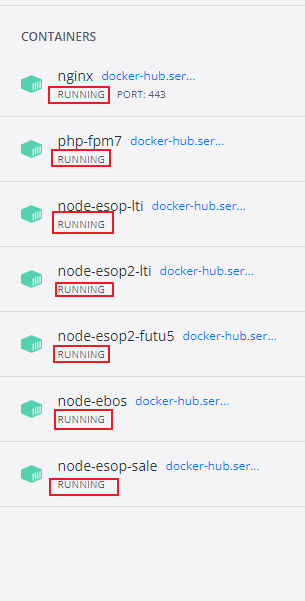 CONTAINERS
nginx docker-hub.ser...
RUNNING PORT: 443
php-fpm7 docker-hub.ser...
RUNNING
node-esop-lti docker-hub.ser...
RUNNING
node-esop2-lti docker-hub.ser...
RUNNING
node-esop2-futu5 docker-hub.ser...
RUNNING
node-ebos docker-hub.ser...
RUNNING
node-esop-sale docker-hub.ser...
RUNNING